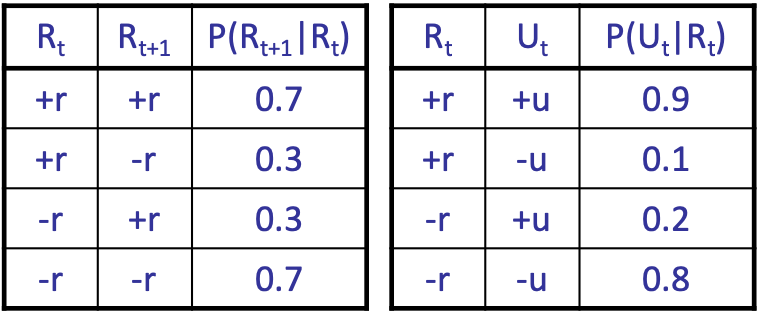 R_t R_{t+1} P(R_{t+1}|R_t)
+r +r 0.7
+r -r 0.3
-r +r 0.3
-r -r 0.7
R_t U_t P(U_t|R_t)
+r +u 0.9
+r -u 0.1
-r +u 0.2
-r -u 0.8